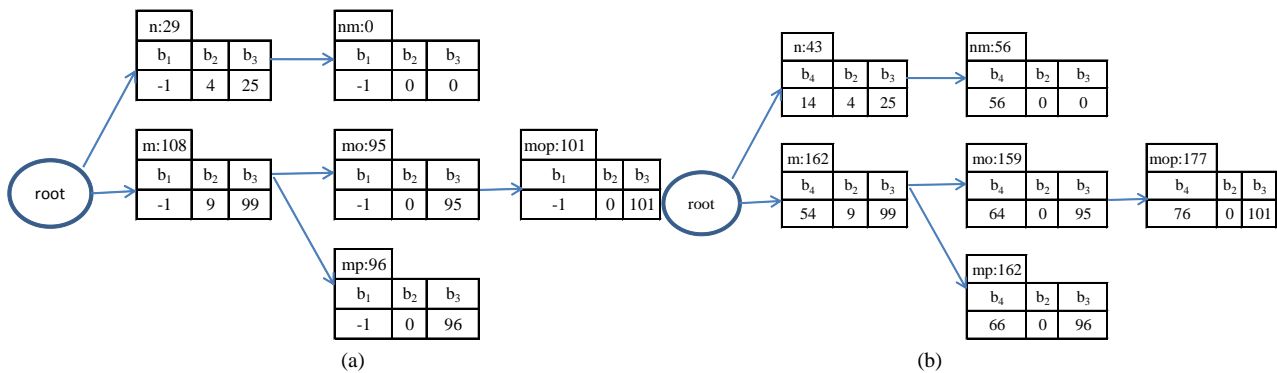 n:29
b₁ b₂ b₃
-1 4 25
nm:0
b₁ b₂ b₃
-1 0 0
root
m:108
b₁ b₂ b₃
-1 9 99
mo:95
b₁ b₂ b₃
-1 0 95
mop:101
b₁ b₂ b₃
-1 0 101
mp:96
b₁ b₂ b₃
-1 0 96
(a)
n:43
b₄ b₂ b₃
14 4 25
nm:56
b₄ b₂ b₃
56 0 0
root
m:162
b₄ b₂ b₃
54 9 99
mo:159
b₄ b₂ b₃
64 0 95
mop:177
b₄ b₂ b₃
76 0 101
mp:162
b₄ b₂ b₃
66 0 96
(b)